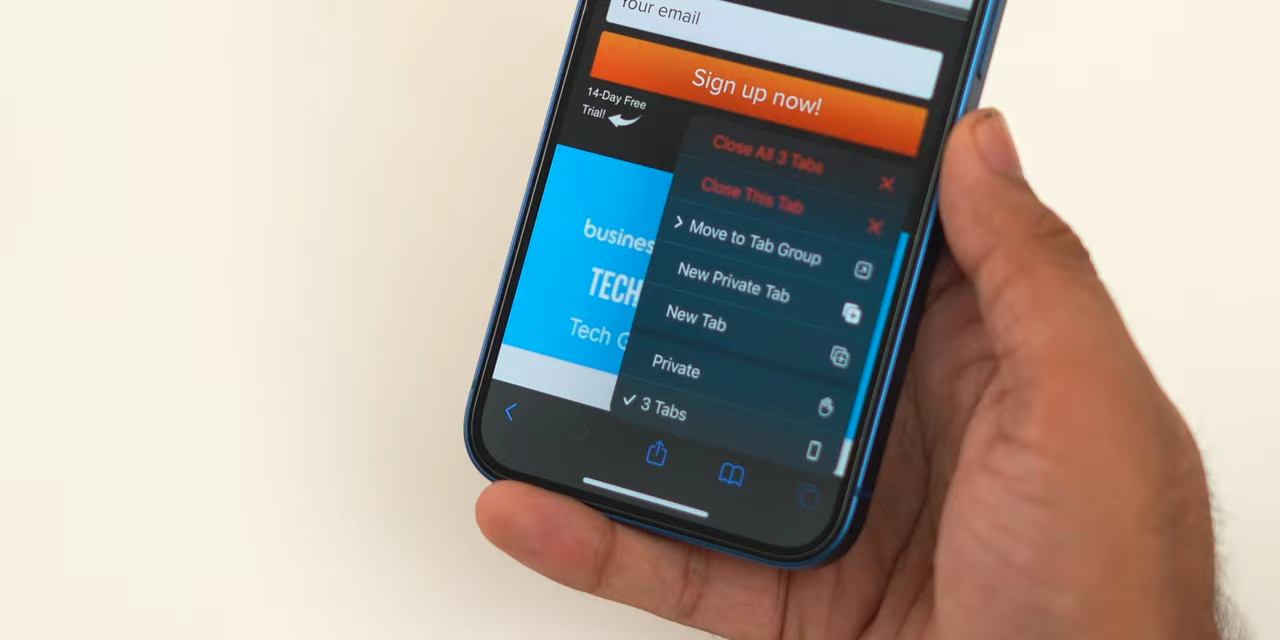 Your email
Sign up now!
14-Day Free
Trial!
Close All 3 Tabs
Close This Tab
Move to Tab Group
New Private Tab
New Tab
Private
3 Tabs
busines
TECH
Tech G